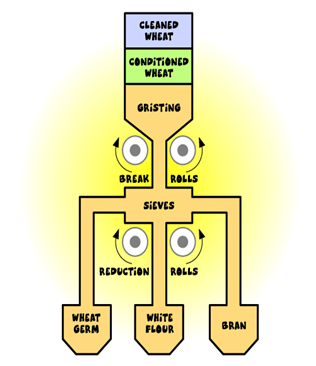 CLEANED
WHEAT
CONDITIONED
WHEAT
GRISTING
BREAK ROLLS
SIEVES
REDUCTION ROLLS
WHEAT
GERM
WHITE
FLOUR
BRAN